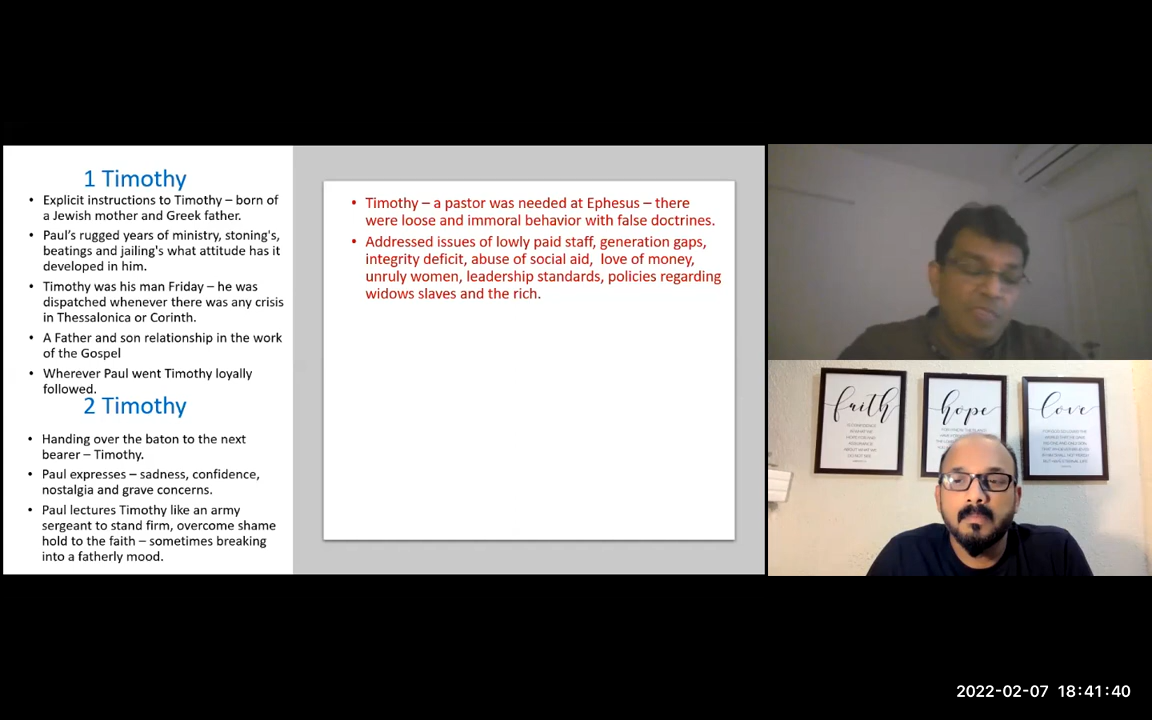 1 Timothy
• Explicit instructions to Timothy – born of
a Jewish mother and Greek father.
• Paul's rugged years of ministry, stoning's,
beatings and jailing's what attitude has it
developed in him.
• Timothy was his man Friday – he was
dispatched whenever there was any crisis
in Thessalonica or Corinth.
• A Father and son relationship in the work
of the Gospel
• Wherever Paul went Timothy loyally
followed.
2 Timothy
• Handing over the baton to the next
bearer – Timothy.
• Paul expresses – sadness, confidence,
nostalgia and grave concerns.
• Paul lectures Timothy like an army
sergeant to stand firm, overcome shame
hold to the faith – sometimes breaking
into a fatherly mood.
• Timothy – a pastor was needed at Ephesus – there
were loose and immoral behavior with false doctrines.
• Addressed issues of lowly paid staff, generation gaps,
integrity deficit, abuse of social aid, love of money,
unruly women, leadership standards, policies regarding
widows slaves and the rich.
faith
hope
love
2022-02-07 18:41:40